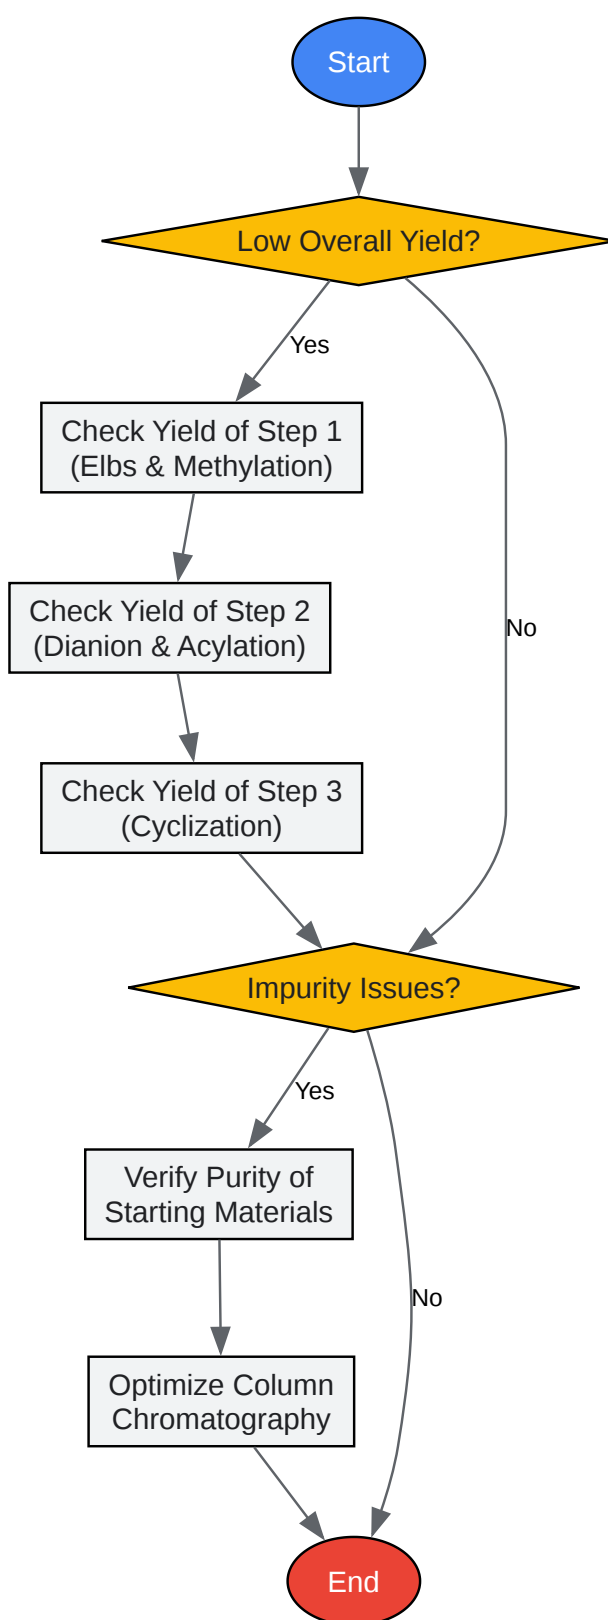 Start
Low Overall Yield?
Yes
Check Yield of Step 1
(Elbs & Methylation)
Check Yield of Step 2
(Dianion & Acylation)
No
Check Yield of Step 3
(Cyclization)
Impurity Issues?
Yes
Verify Purity of
Starting Materials
No
Optimize Column
Chromatography
End